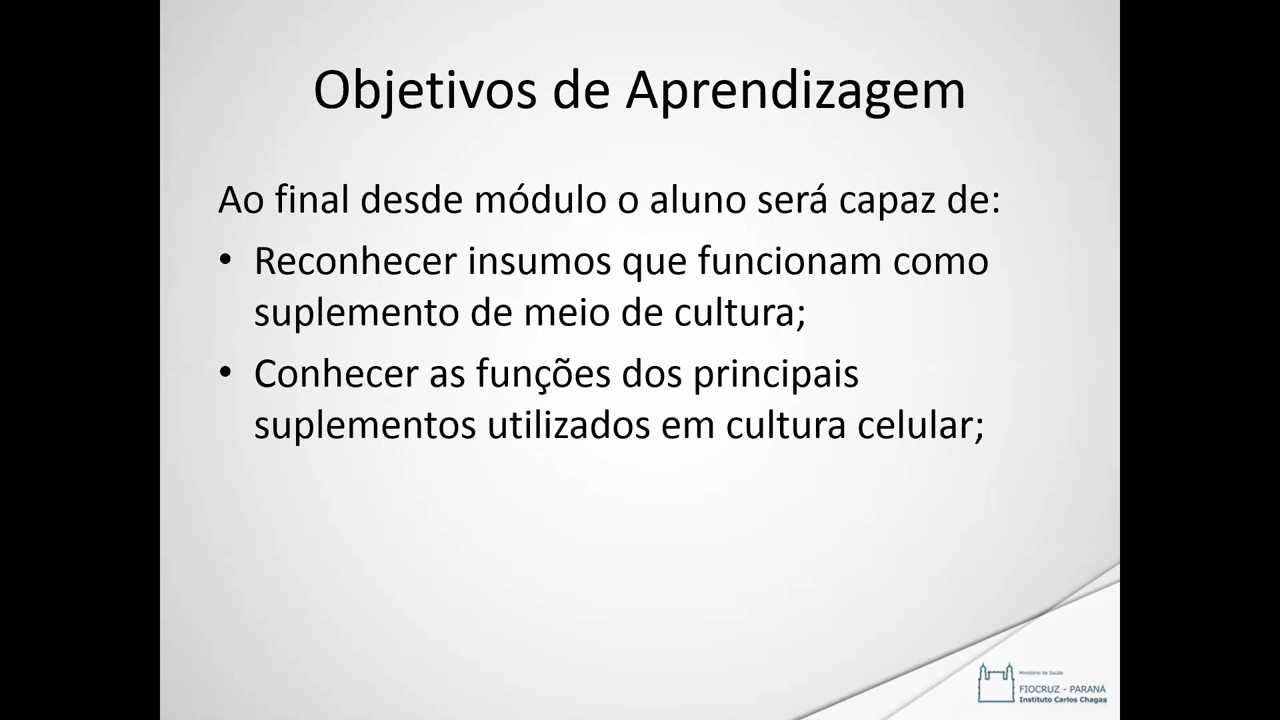 Objetivos de Aprendizagem
Ao final desde módulo o aluno será capaz de:
• Reconhecer insumos que funcionam como
suplemento de meio de cultura;
• Conhecer as funções dos principais
suplementos utilizados em cultura celular;
Ministério da Saúde
FIOCRUZ - PARANÁ
Instituto Carlos Chagas